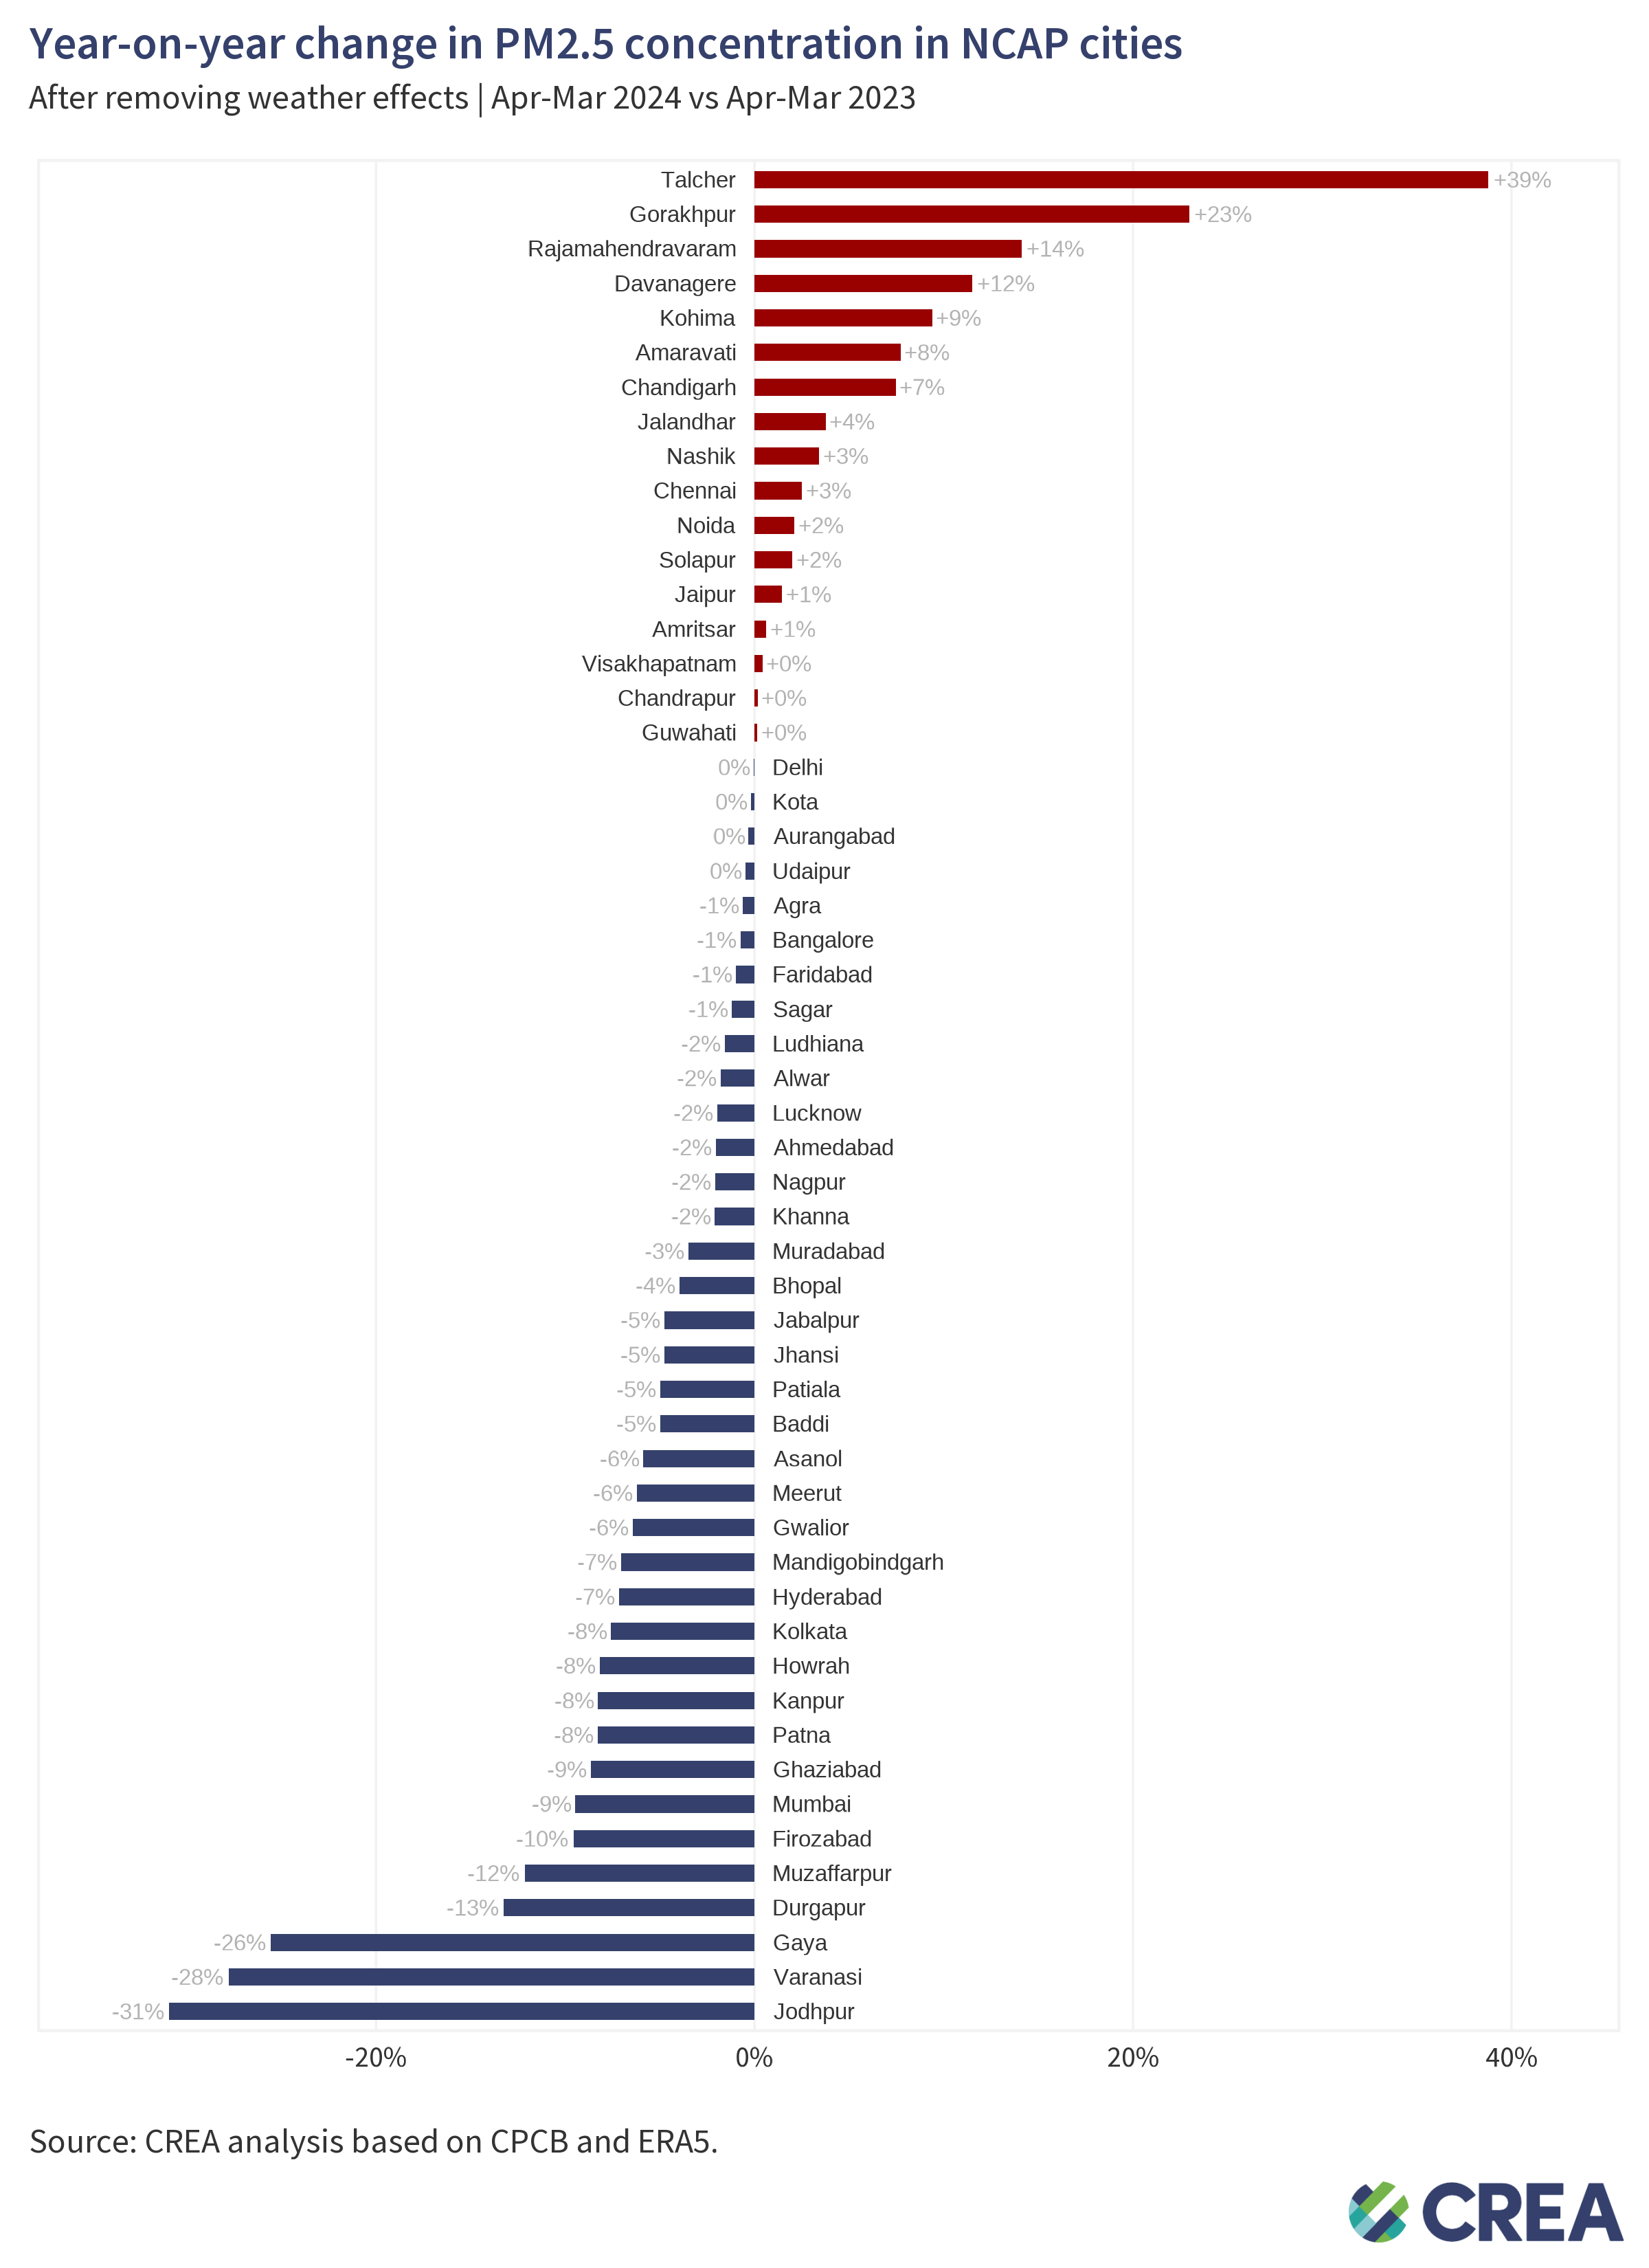 Year-on-year change in PM2.5 concentration in NCAP cities
After removing weather effects | Apr-Mar 2024 vs Apr-Mar 2023
Talcher +39%
Gorakhpur +23%
Rajamahendravaram +14%
Davanagere +12%
Kohima +9%
Amaravati +8%
Chandigarh +7%
Jalandhar +4%
Nashik +3%
Chennai +3%
Noida +2%
Solapur +2%
Jaipur +1%
Amritsar +1%
Visakhapatnam +0%
Chandrapur +0%
Guwahati +0%
0% Delhi
0% Kota
0% Aurangabad
0% Udaipur
-1% Agra
-1% Bangalore
-1% Faridabad
-1% Sagar
-2% Ludhiana
-2% Alwar
-2% Lucknow
-2% Ahmedabad
-2% Nagpur
-2% Khanna
-3% Muradabad
-4% Bhopal
-5% Jabalpur
-5% Jhansi
-5% Patiala
-5% Baddi
-6% Asanol
-6% Meerut
-6% Gwalior
-7% Mandigobindgarh
-7% Hyderabad
-8% Kolkata
-8% Howrah
-8% Kanpur
-8% Patna
-9% Ghaziabad
-9% Mumbai
-10% Firozabad
-12% Muzaffarpur
-13% Durgapur
-26% Gaya
-28% Varanasi
-31% Jodhpur
-20% 0% 20% 40%
Source: CREA analysis based on CPCB and ERA5.
CREA